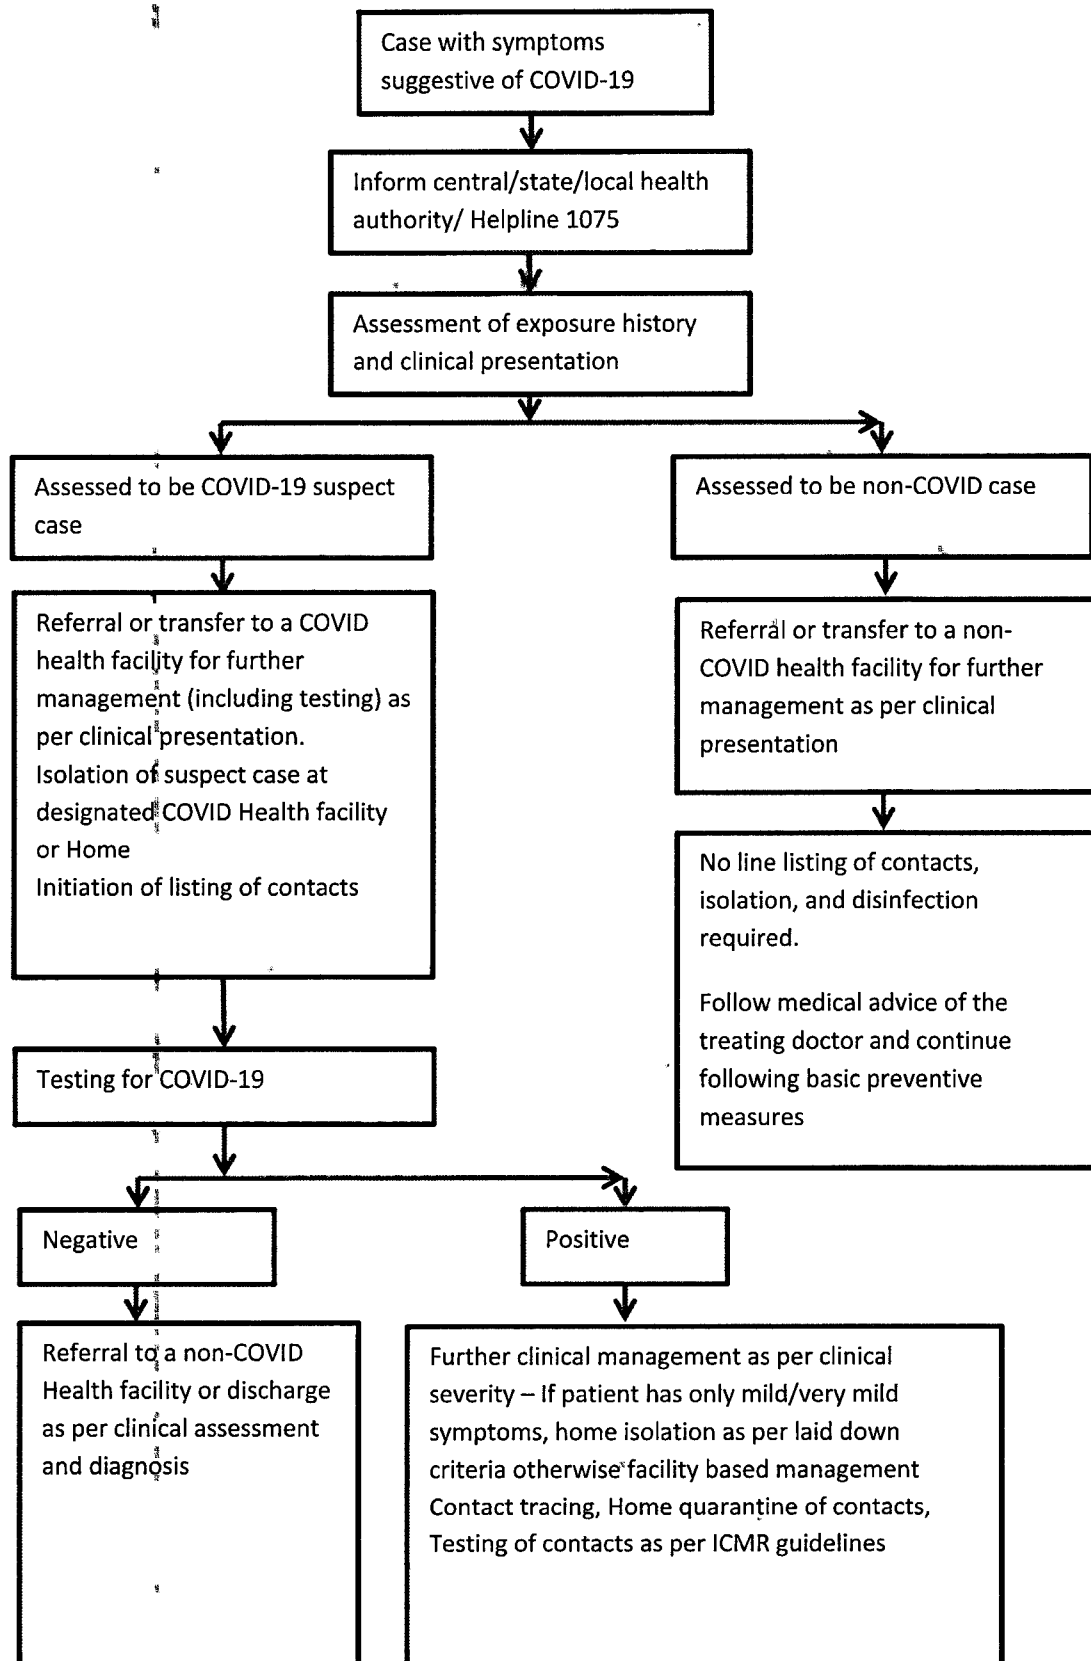 Case with symptoms
suggestive of COVID-19
Inform central/state/local health
authority/ Helpline 1075
Assessment of exposure history
and clinical presentation
Assessed to be COVID-19 suspect
case
Assessed to be non-COVID case
Referral or transfer to a COVID
health facility for further
management (including testing) as
per clinical presentation.
Isolation of suspect case at
designated COVID Health facility
or Home
Initiation of listing of contacts
Referral or transfer to a non-
COVID health facility for further
management as per clinical
presentation
No line listing of contacts,
isolation, and disinfection
required.
Follow medical advice of the
treating doctor and continue
following basic preventive
measures
Testing for COVID-19
Negative
Positive
Referral to a non-COVID
Health facility or discharge
as per clinical assessment
and diagnosis
Further clinical management as per clinical
severity – If patient has only mild/very mild
symptoms, home isolation as per laid down
criteria otherwise facility based management
Contact tracing, Home quarantine of contacts,
Testing of contacts as per ICMR guidelines